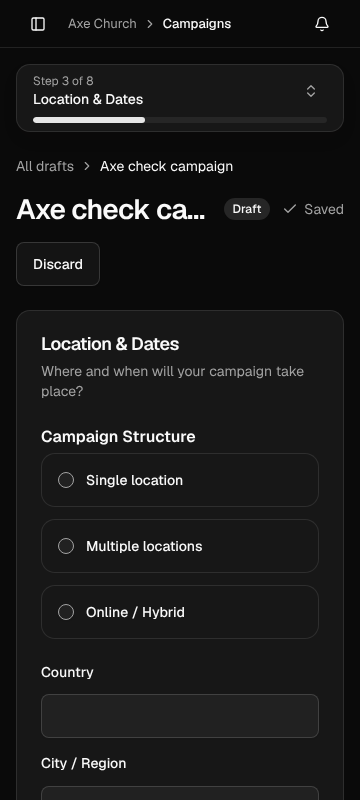 Axe Church > Campaigns
Step 3 of 8
Location & Dates
All drafts > Axe check campaign
Axe check ca...
Draft
Saved
Discard
Location & Dates
Where and when will your campaign take
place?
Campaign Structure
Single location
Multiple locations
Online / Hybrid
Country
City / Region